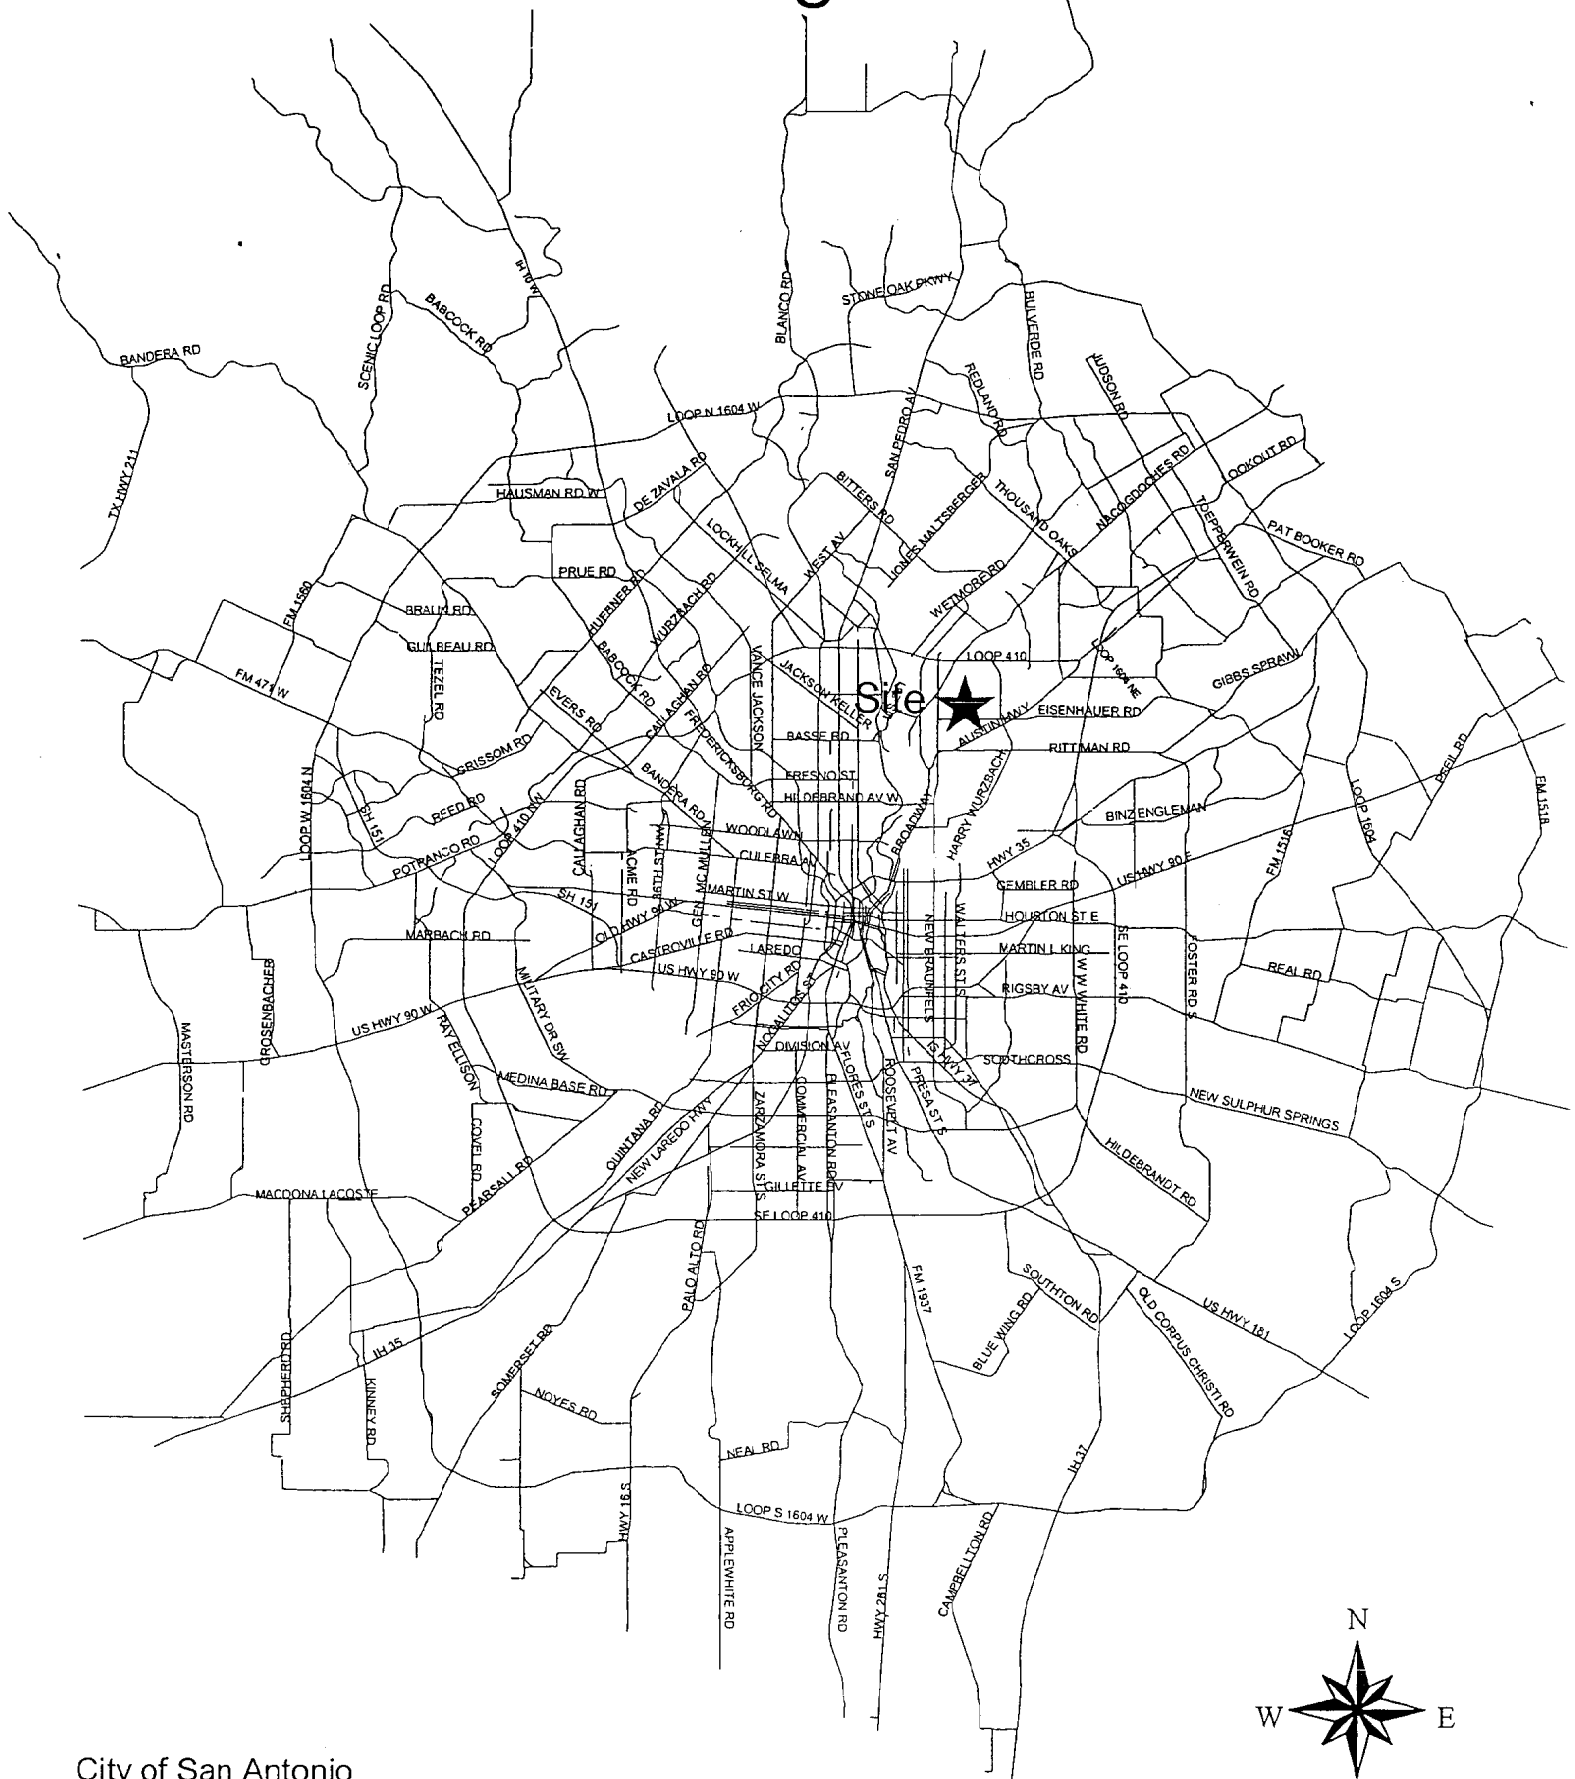 IH 10 W
STONE OAK PKWY
BLANCO RD
BULVERDE RD
SCENIC LOOP RD
BABCOCK RD
BANDERA RD
JUDSON RD
REDLAND RD
SAN PEDRO AV
LOOP N 1604 W
TX HWY 211
DE ZAVALA RD
HAUSMAN RD W
BITTERS RD
JONES MALTSBERGER
THOUSAND OAKS
NACOGDOCHES RD
LOOKOUT RD
TOEPPERWEIN RD
PAT BOOKER RD
LOCKHILL SELMA
WEST AV
WETMORE RD
PRUE RD
HUEBNER RD
WURZBACH RD
FM 1560
BRAUN RD
GUILBEAU RD
TEZEL RD
BABCOCK RD
VANCE JACKSON
JACKSON KELLER
LOOP 410
LOOP 1604 NE
GIBBS SPRAWL
FM 471 W
EVERS RD
CALLAGHAN RD
FREDERICKSBURG RD
Site
AUSTIN HWY
EISENHAUER RD
BASSE RD
RITTIMAN RD
GRISSOM RD
BANDERA RD
FRESNO ST
HILDEBRAND AV W
BROADWAY
HARRY WURZBACH
BINZ ENGLEMAN
PFEIL RD
FM 1518
LOOP 1604
FM 1516
LOOP W 1604 N
SH 151
REED RD
LOOP 410 NW
CALLAGHAN RD
ACME RD
36TH ST NW
GEN MC MULLEN
WOODLAWN
CULEBRA AV
POTRANCO RD
HWY 35
US HWY 90 E
GEMBLER RD
MARTIN ST W
SH 151
OLD HWY 90 W
HOUSTON ST E
MARBACH RD
CASTROVILLE RD
LAREDO
NEW BRAUNFELS
WALTERS ST S
MARTIN L KING
W W WHITE RD
SE LOOP 410
FOSTER RD S
REAL RD
US HWY 90 W
FRIO CITY RD
NOGALITOS ST
RIGSBY AV
GROSENBACHER
MILITARY DR SW
US HWY 90 W
RAY ELLISON
MASTERSON RD
DIVISION AV
IS HWY 37
SOUTHCROSS
MEDINA BASE RD
FLORES ST S
ROOSEVELT AV
PRESA ST S
NEW SULPHUR SPRINGS
COVEL RD
QUINTANA RD
NEW LAREDO HWY
ZARZAMORA ST S
COMMERCIAL AV
PLEASANTON RD
HILDEBRANDT RD
PEARSALL RD
MACDONA LACOSTE
GILLETTE BV
SE LOOP 410
PALO ALTO RD
FM 1937
SOUTHTON RD
BLUE WING RD
US HWY 181
OLD CORPUS CHRISTI RD
LOOP 1604 S
SHEPHERD RD
IH 35
KINNEY RD
SOMERSET RD
NOYES RD
NEAL RD
IH 37
HWY 16 S
LOOP S 1604 W
APPLEWHITE RD
PLEASANTON RD
HWY 281 S
CAMPBELLTON RD
N
W
E
City of San Antonio